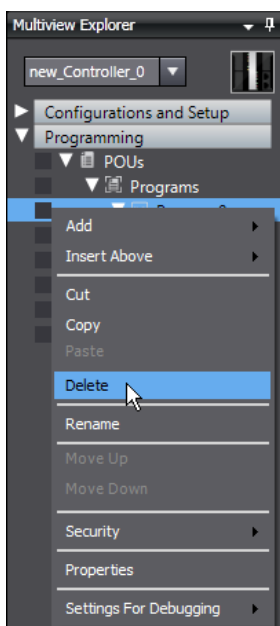 Multiview Explorer
new_Controller_0
Configurations and Setup
Programming
POUs
Programs
Add
Insert Above
Cut
Copy
Paste
Delete
Rename
Move Up
Move Down
Security
Properties
Settings For Debugging